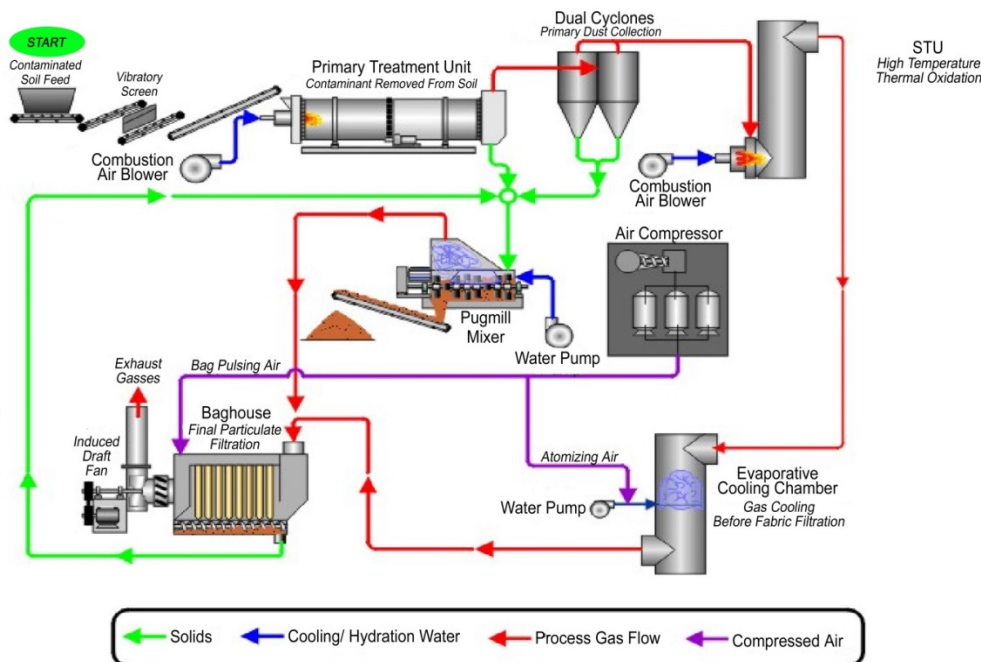 START
Contaminated
Soil Feed
Vibratory
Screen
Combustion
Air Blower
Primary Treatment Unit
Contaminant Removed From Soil
Dual Cyclones
Primary Dust Collection
STU
High Temperature
Thermal Oxidation
Combustion
Air Blower
Air Compressor
Pugmill
Mixer
Water Pump
Bag Pulsing Air
Exhaust
Gasses
Baghouse
Final Particulate
Filtration
Induced
Draft
Fan
Atomizing Air
Water Pump
Evaporative
Cooling Chamber
Gas Cooling
Before Fabric Filtration
Solids
Cooling/ Hydration Water
Process Gas Flow
Compressed Air